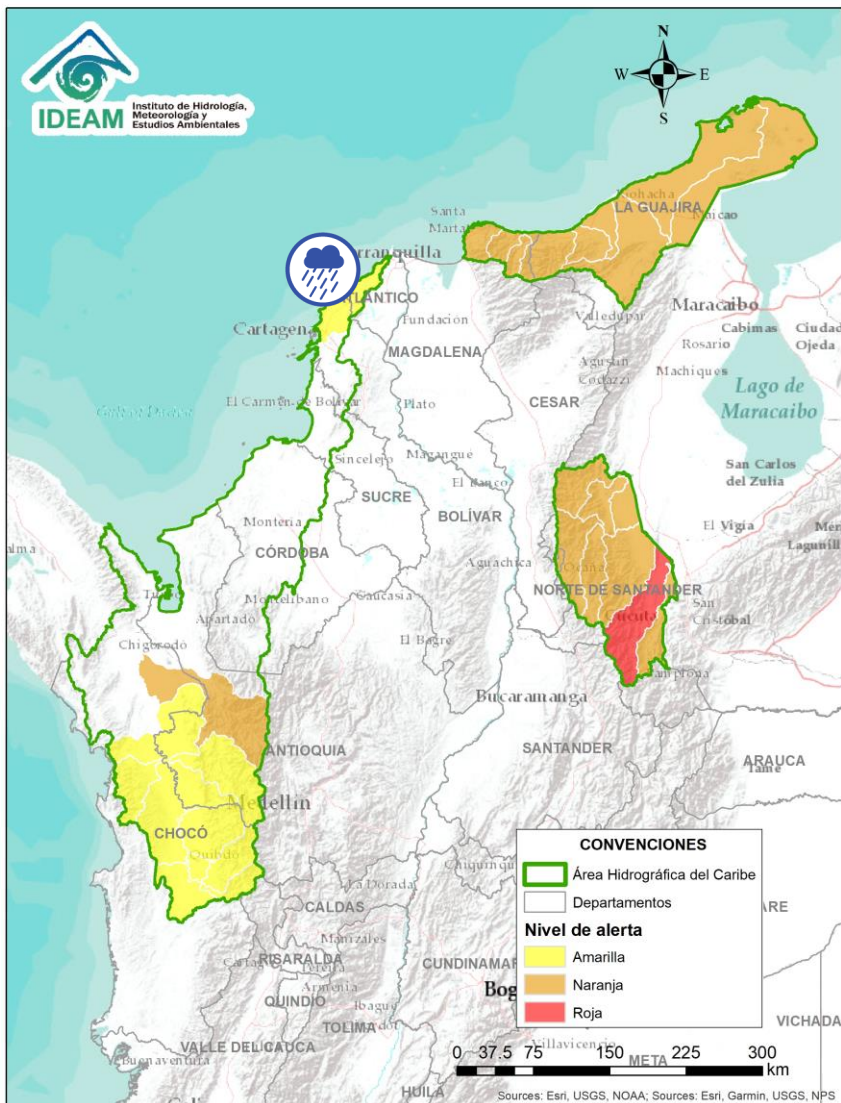 IDEAM
Instituto de Hidrología,
Meteorología y
Estudios Ambientales
N
W
E
S
Santa
Marta
LA GUAJIRA
Maicao
ATLÁNTICO
Cartagena
Fundación
Valledupar
Maracaibo
Cabimas
Ciudad
Ojeda
Rosario
MAGDALENA
Machiques
Agustín
Codazzi
Lago de
Maracaibo
El Carmen de Bolívar
Plato
CESAR
Sincelejo
Magangué
San Carlos
del Zulia
SUCRE
El Banco
BOLÍVAR
Montería
El Vigía
CÓRDOBA
Aguachica
Ocaña
NORTE DE SANTANDER
Montelíbano
Caucasia
Apartado
Cúcuta
San
Cristóbal
El Bagre
Chigorodó
Pamplona
Bucaramanga
ANTIOQUIA
SANTANDER
ARAUCA
Tame
Medellín
CHOCÓ
Quibdó
La Dorada
CALDAS
Manizales
RISARALDA
Pereira
Armenia
CUNDINAMAR
QUINDÍO
Ibague
Bog
TOLIMA
VICHADA
VALLE DEL CAUCA
Villavicencio
Buenaventura
META
HUILA
CONVENCIONES
Área Hidrográfica del Caribe
Departamentos
Nivel de alerta
Amarilla
Naranja
Roja
0 37.5 75 150 225 300
km
Sources: Esri, USGS, NOAA; Sources: Esri, Garmin, USGS, NPS